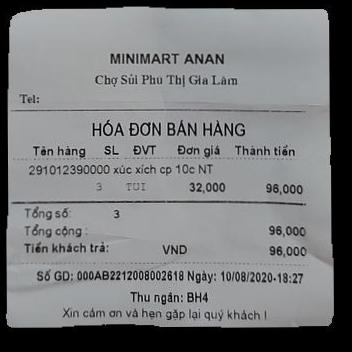 MINIMART ANAN
Chợ Sủi Phú Thị Gia Lâm
Tel:
HÓA ĐƠN BÁN HÀNG
Tên hàng SL ĐVT Đơn giá Thành tiền
291012390000 xúc xích cp 10c NT
3 TUI 32,000 96,000
Tổng số: 3
Tổng cộng : 96,000
Tiền khách trả: VND 96,000
Số GD: 000AB2212008002618 Ngày: 10/08/2020-18:27
Thu ngân: BH4
Xin cám ơn và hẹn gặp lại quý khách !